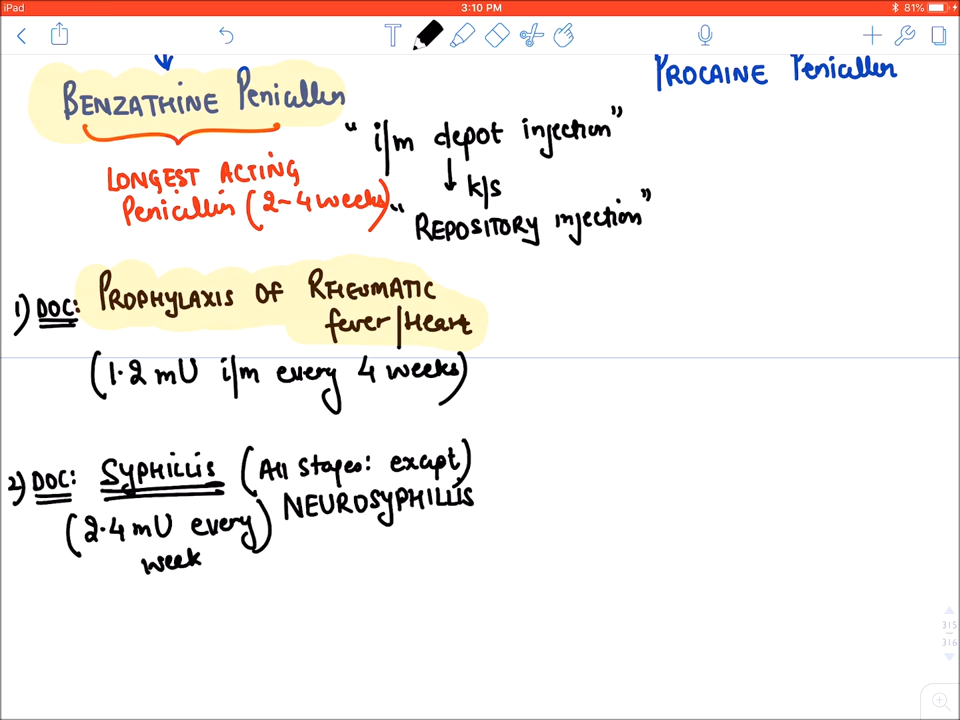 iPad
3:10 PM
81%
PROCAINE Penicillin
BENZATHINE Penicillin
"i/m depot injection"
LONGEST ACTING
Penicillin (2-4 weeks)
k/s
"REPOSITORY injection"
1) DOC: PROPHYLAXIS OF RHEUMATIC
fever/Heart
(1.2 mU i/m every 4 weeks)
2) DOC: SYPHILLIS (All stages: except)
NEUROSYPHILLIS
(2.4 mU every)
week
315
316